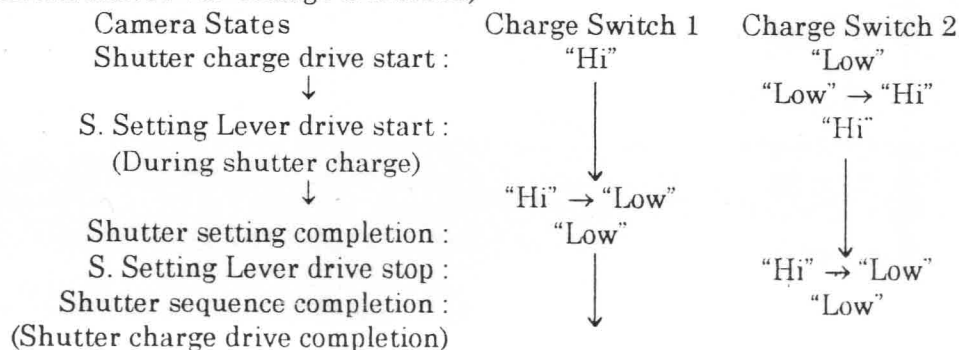 Camera States Charge Switch 1 Charge Switch 2
Shutter charge drive start : “Hi” “Low”
↓ “Low” → “Hi”
S. Setting Lever drive start : “Hi”
(During shutter charge)
↓ “Hi” → “Low”
Shutter setting completion : “Low”
S. Setting Lever drive stop : “Hi” → “Low”
Shutter sequence completion : “Low”
(Shutter charge drive completion)